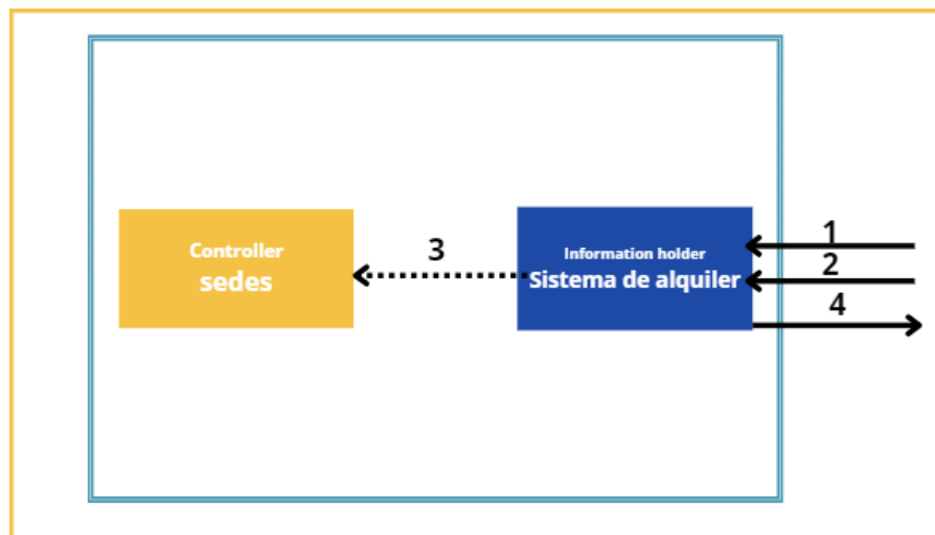 Controller
sedes
3
Information holder
Sistema de alquiler
1
2
4